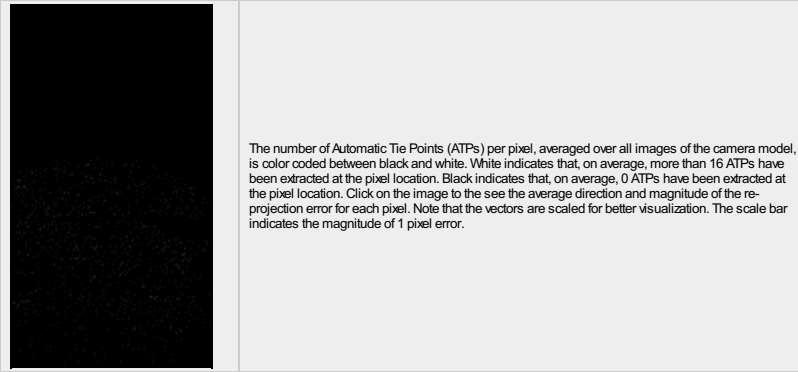 The number of Automatic Tie Points (ATPs) per pixel, averaged over all images of the camera model,
is color coded between black and white. White indicates that, on average, more than 16 ATPs have
been extracted at the pixel location. Black indicates that, on average, 0 ATPs have been extracted at
the pixel location. Click on the image to the see the average direction and magnitude of the re-
projection error for each pixel. Note that the vectors are scaled for better visualization. The scale bar
indicates the magnitude of 1 pixel error.